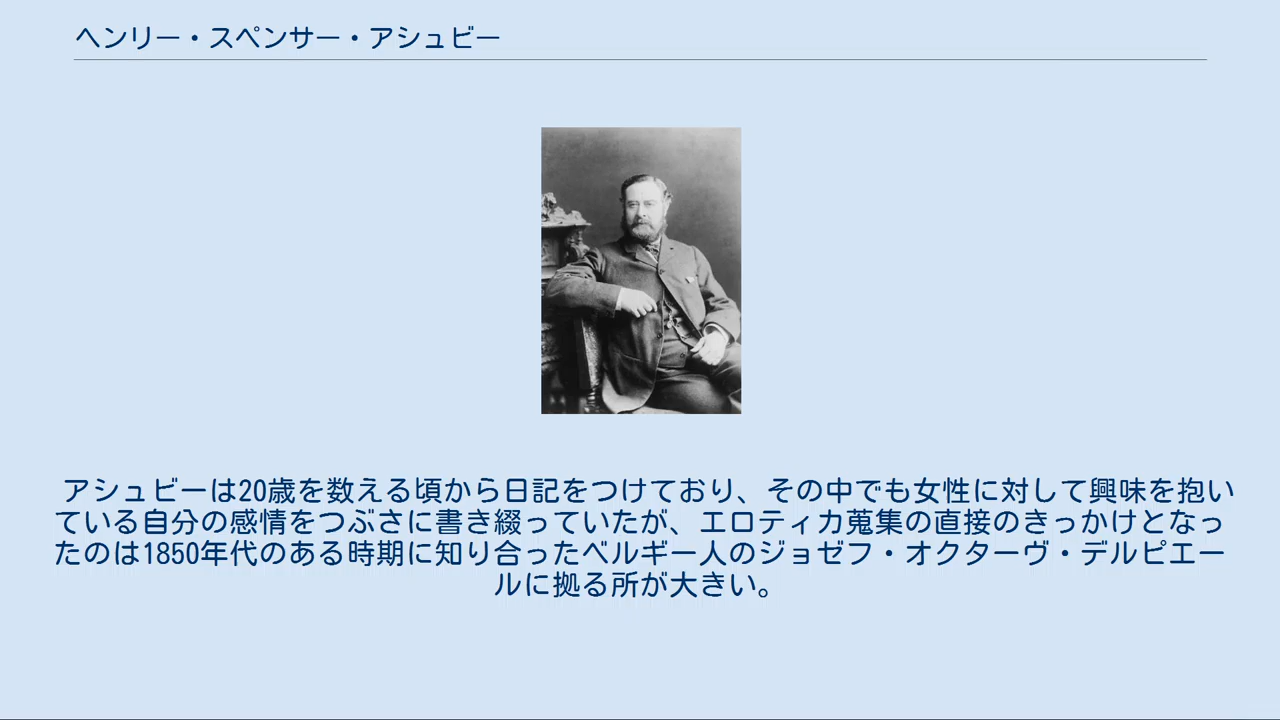 ヘンリー・スペンサー・アシュビー
アシュビーは20歳を数える頃から日記をつけており、その中でも女性に対して興味を抱い
ている自分の感情をつぶさに書き綴っていたが、エロティカ蒐集の直接のきっかけとなっ
たのは1850年代のある時期に知り合ったベルギー人のジョゼフ・オクターヴ・デルピエー
ルに拠る所が大きい。